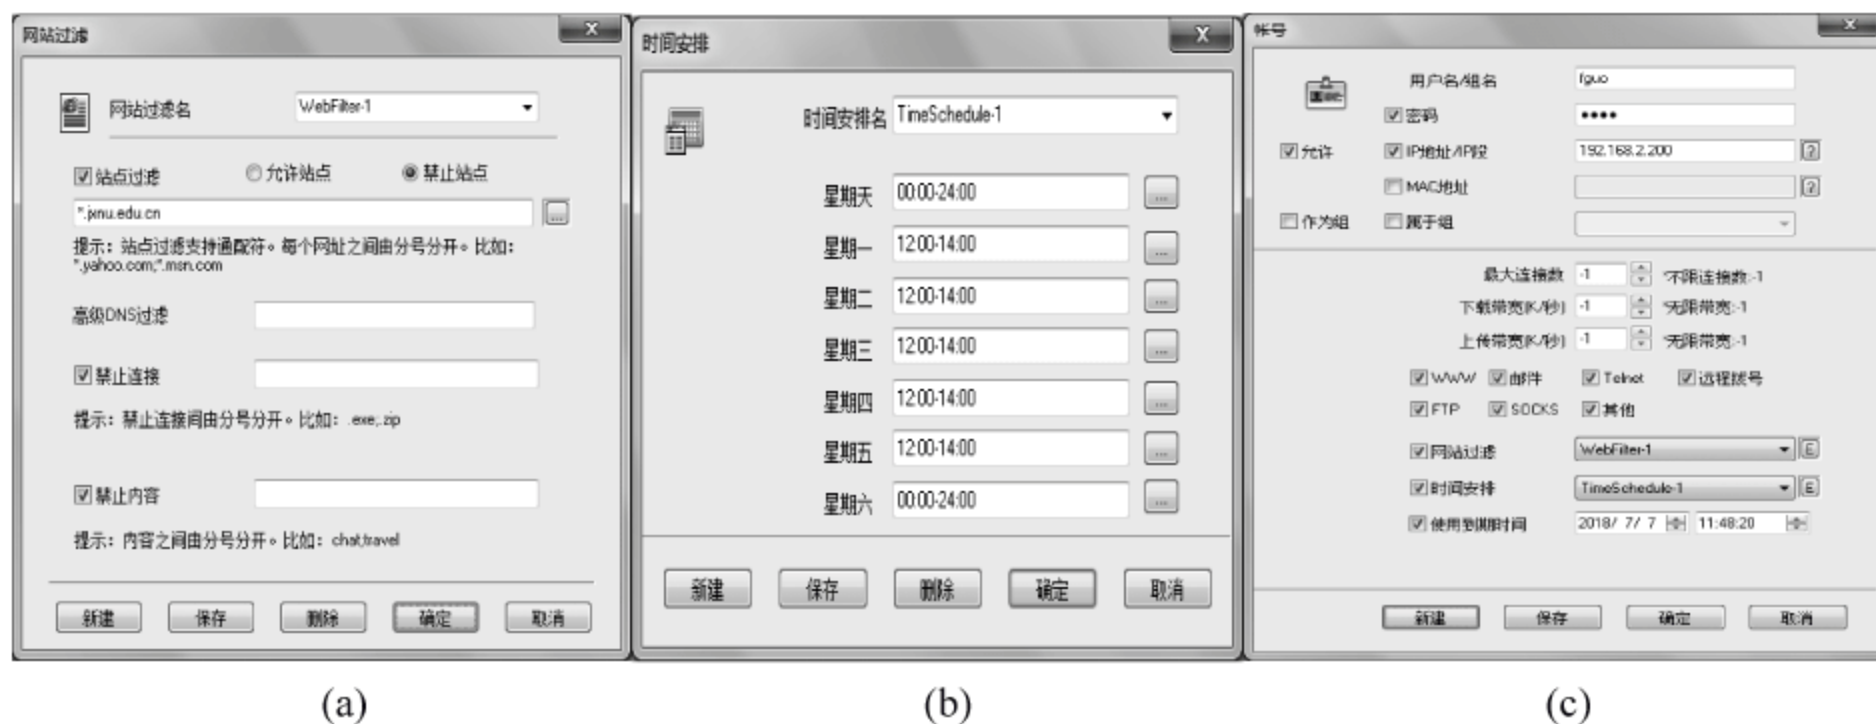 网站过滤
网站过滤名 WebFilter-1
站点过滤 允许站点 禁止站点
*.jxnu.edu.cn ...
提示：站点过滤支持通配符。每个网址之间由分号分开。比如：
*.yahoo.com;*.msn.com
高级DNS过滤
禁止连接
提示：禁止连接间由分号分开。比如：.exe;.zip
禁止内容
提示：内容之间由分号分开。比如：chat;travel
新建 保存 删除 确定 取消
(a)
时间安排
时间安排名 TimeSchedule-1
星期天 00:00-24:00 ...
星期一 12:00-14:00 ...
星期二 12:00-14:00 ...
星期三 12:00-14:00 ...
星期四 12:00-14:00 ...
星期五 12:00-14:00 ...
星期六 00:00-24:00 ...
新建 保存 删除 确定 取消
(b)
帐号
用户名/组名 fguo
密码 ••••
允许 IP地址/IP段 192.168.2.200 ?
MAC地址 ?
作为组 属于组
最大连接数 -1 *不限连接数:-1
下载带宽(K/秒) -1 *无限带宽:-1
上传带宽(K/秒) -1 *无限带宽:-1
WWW 邮件 Telnet 远程拨号
FTP SOCKS 其他
网站过滤 WebFilter-1 E
时间安排 TimeSchedule-1 E
使用到期时间 2018/ 7/ 7 11:48:20
新建 保存 确定 取消
(c)